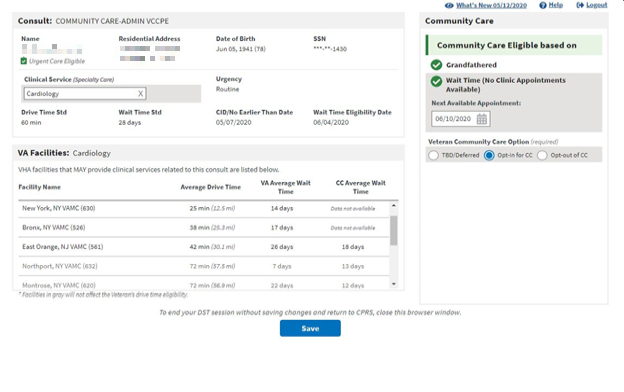 What's New 05/12/2020 Help Logout
Consult: COMMUNITY CARE-ADMIN VCCPE
Name Residential Address Date of Birth SSN
Jun 05, 1941 (78) ***-**-1430
Urgent Care Eligible
Clinical Service (Specialty Care) Urgency
Cardiology X Routine
Drive Time Std Wait Time Std CID/No Earlier Than Date Wait Time Eligibility Date
60 min 28 days 05/07/2020 06/04/2020
VA Facilities: Cardiology
VHA facilities that MAY provide clinical services related to this consult are listed below.
Facility Name Average Drive Time VA Average Wait Time CC Average Wait Time
New York, NY VAMC (630) 25 min (12.5 mi) 14 days Data not available
Bronx, NY VAMC (526) 38 min (25.3 mi) 17 days Data not available
East Orange, NJ VAMC (561) 42 min (30.1 mi) 26 days 18 days
Northport, NY VAMC (632) 72 min (57.5 mi) 7 days 13 days
Montrose, NY VAMC (620) 72 min (56.9 mi) 22 days 12 days
* Facilities in gray will not affect the Veteran's drive time eligibility.
Community Care
Community Care Eligible based on
Grandfathered
Wait Time (No Clinic Appointments
Available)
Next Available Appointment:
06/10/2020
Veteran Community Care Option (required)
TBD/Deferred Opt-in for CC Opt-out of CC
To end your DST session without saving changes and return to CPRS, close this browser window.
Save